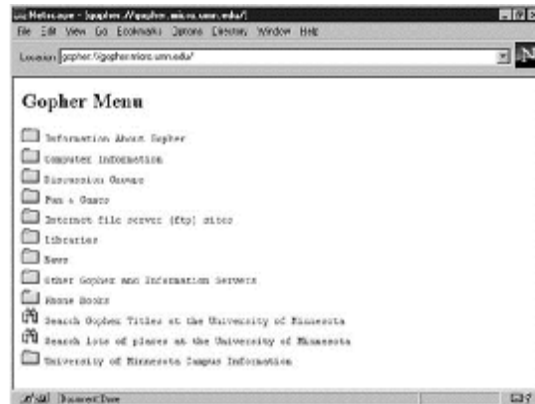 Netscape - [gopher://gopher.micro.umn.edu/]
File Edit View Go Bookmarks Options Directory Window Help
Location: gopher://gopher.micro.umn.edu/
N
Gopher Menu
Information About Gopher
Computer Information
Discussion Groups
Fun & Games
Internet file server (ftp) sites
Libraries
News
Other Gopher and Information Servers
Phone Books
Search Gopher Titles at the University of Minnesota
Search lots of places at the University of Minnesota
University of Minnesota Campus Information
Document: Done